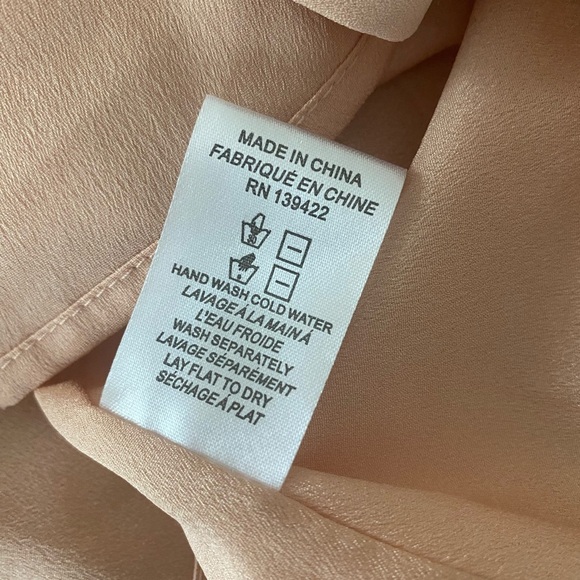 MADE IN CHINA
FABRIQUÉ EN CHINE
RN 139422
30
HAND WASH COLD WATER
LAVAGE À LA MAIN À
L'EAU FROIDE
WASH SEPARATELY
LAVAGE SÉPARÉMENT
LAY FLAT TO DRY
SÉCHAGE À PLAT